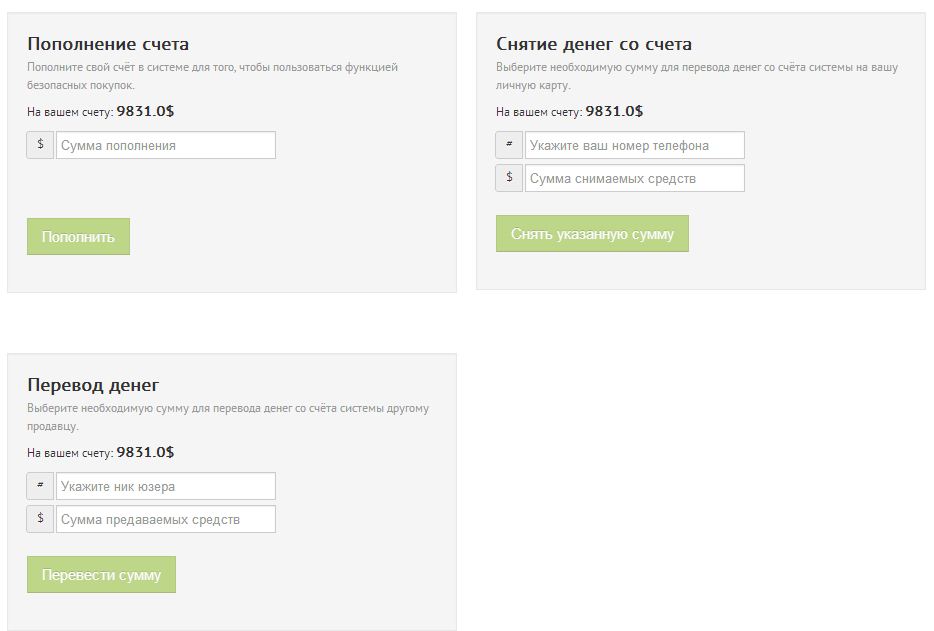 Пополнение счета
Пополните свой счёт в системе для того, чтобы пользоваться функцией
безопасных покупок.
На вашем счету: 9831.0$
$ Сумма пополнения
Пополнить
Снятие денег со счета
Выберите необходимую сумму для перевода денег со счёта системы на вашу
личную карту.
На вашем счету: 9831.0$
# Укажите ваш номер телефона
$ Сумма снимаемых средств
Снять указанную сумму
Перевод денег
Выберите необходимую сумму для перевода денег со счёта системы другому
продавцу.
На вашем счету: 9831.0$
# Укажите ник юзера
$ Сумма предаваемых средств
Перевести сумму